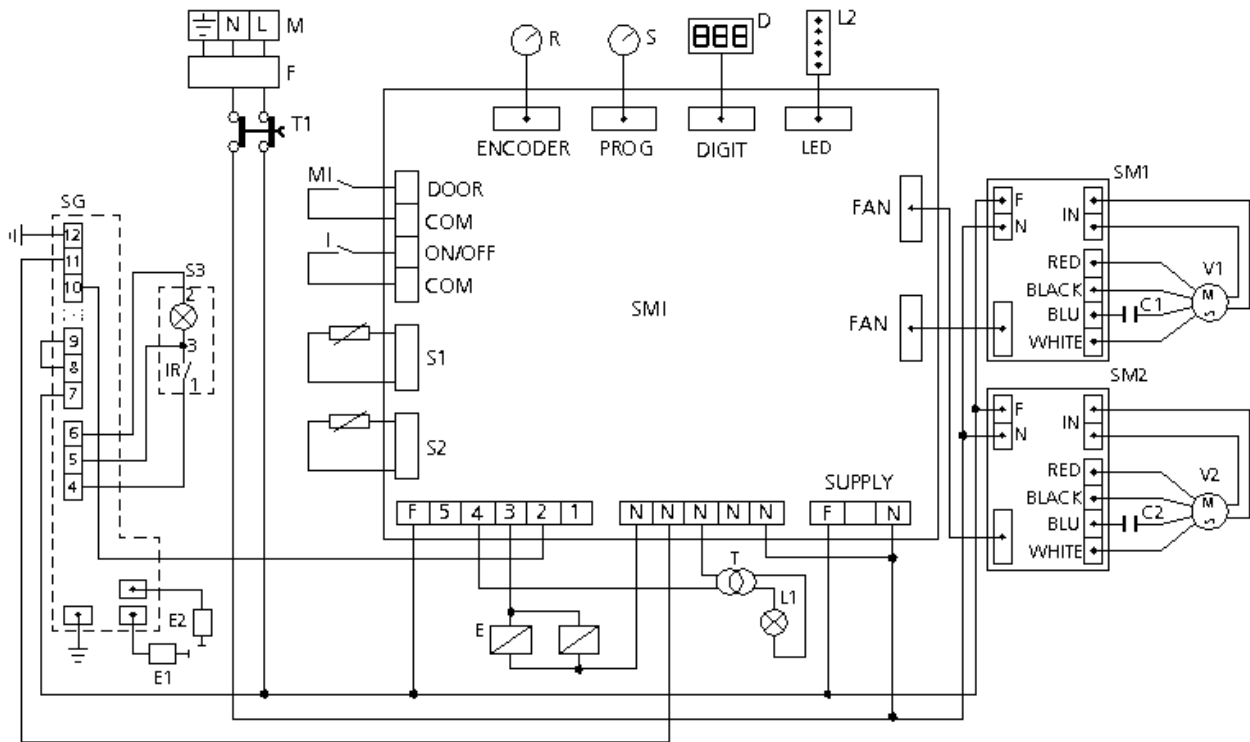 N L M
F
T1
R
S
888 D
L2
ENCODER PROG DIGIT LED
MI
DOOR
COM
I
ON/OFF
COM
S1
S2
SMI
FAN
FAN
SG
12
11
10
9
8
7
6
5
4
S3
2
3
IR
1
E2
E1
F 5 4 3 2 1
N N N N N
SUPPLY
F N
E
T
L1
SM1
F
N
IN
RED
BLACK
BLU
WHITE
C1
V1
M
SM2
F
N
IN
RED
BLACK
BLU
WHITE
C2
V2
M